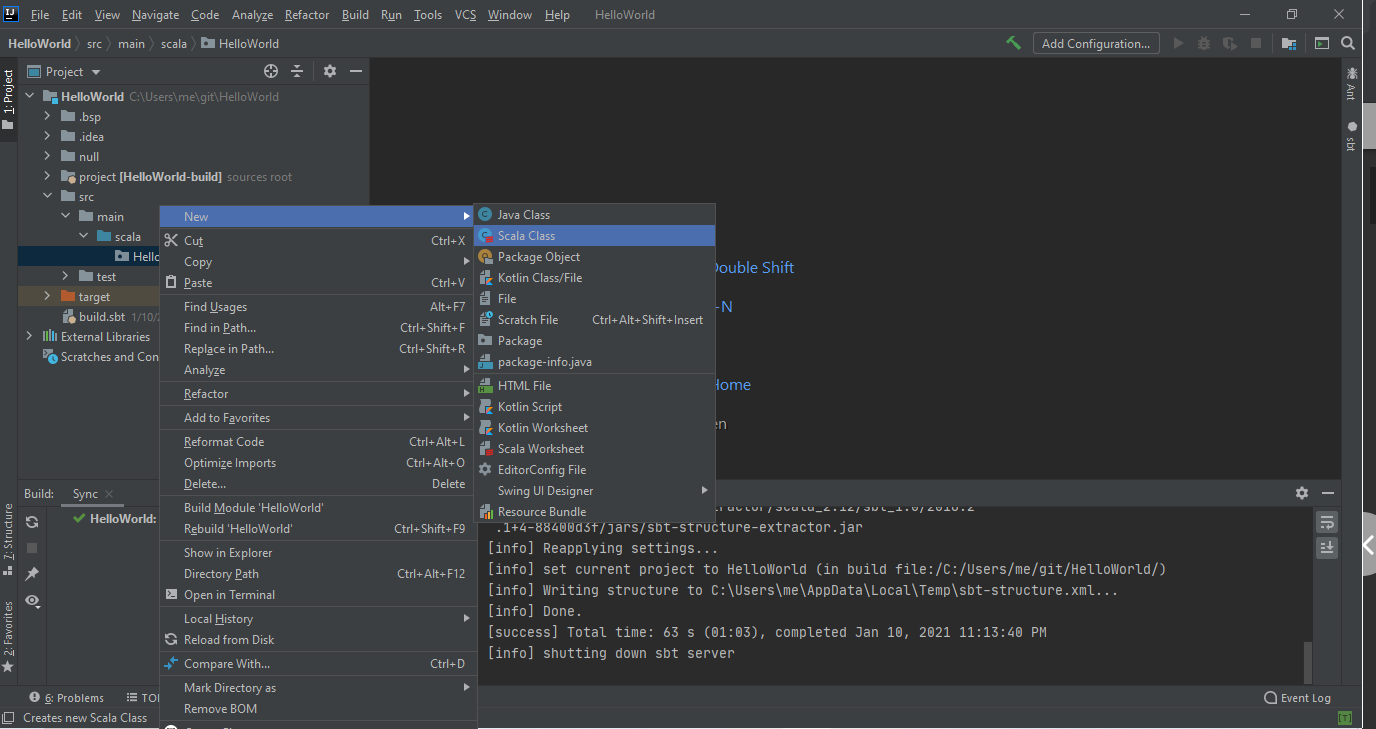 File Edit View Navigate Code Analyze Refactor Build Run Tools VCS Window Help HelloWorld
HelloWorld src main scala HelloWorld Add Configuration...
1: Project
Project
HelloWorld C:\Users\me\git\HelloWorld
.bsp
.idea
null
project [HelloWorld-build] sources root
src
main
scala
Hello
test
target
build.sbt 1/10/2
External Libraries
Scratches and Con
New
Cut Ctrl+X
Copy
Paste Ctrl+V
Find Usages Alt+F7
Find in Path... Ctrl+Shift+F
Replace in Path... Ctrl+Shift+R
Analyze
Refactor
Add to Favorites
Reformat Code Ctrl+Alt+L
Optimize Imports Ctrl+Alt+O
Delete... Delete
Build Module 'HelloWorld'
Rebuild 'HelloWorld' Ctrl+Shift+F9
Show in Explorer
Directory Path Ctrl+Alt+F12
Open in Terminal
Local History
Reload from Disk
Compare With... Ctrl+D
Mark Directory as
Remove BOM
Java Class
Scala Class
Package Object
Kotlin Class/File
File
Scratch File Ctrl+Alt+Shift+Insert
Package
package-info.java
HTML File
Kotlin Script
Kotlin Worksheet
Scala Worksheet
EditorConfig File
Swing UI Designer
Resource Bundle
Double Shift
-N
Home
en
Ant
sbt
Build: Sync
HelloWorld:
.1+4-88400d3f/jars/sbt-structure-extractor.jar
[info] Reapplying settings...
[info] set current project to HelloWorld (in build file:/C:/Users/me/git/HelloWorld/)
[info] Writing structure to C:\Users\me\AppData\Local\Temp\sbt-structure.xml...
[info] Done.
[success] Total time: 63 s (01:03), completed Jan 10, 2021 11:13:40 PM
[info] shutting down sbt server
7: Structure
2: Favorites
6: Problems TO
Event Log
Creates new Scala Class